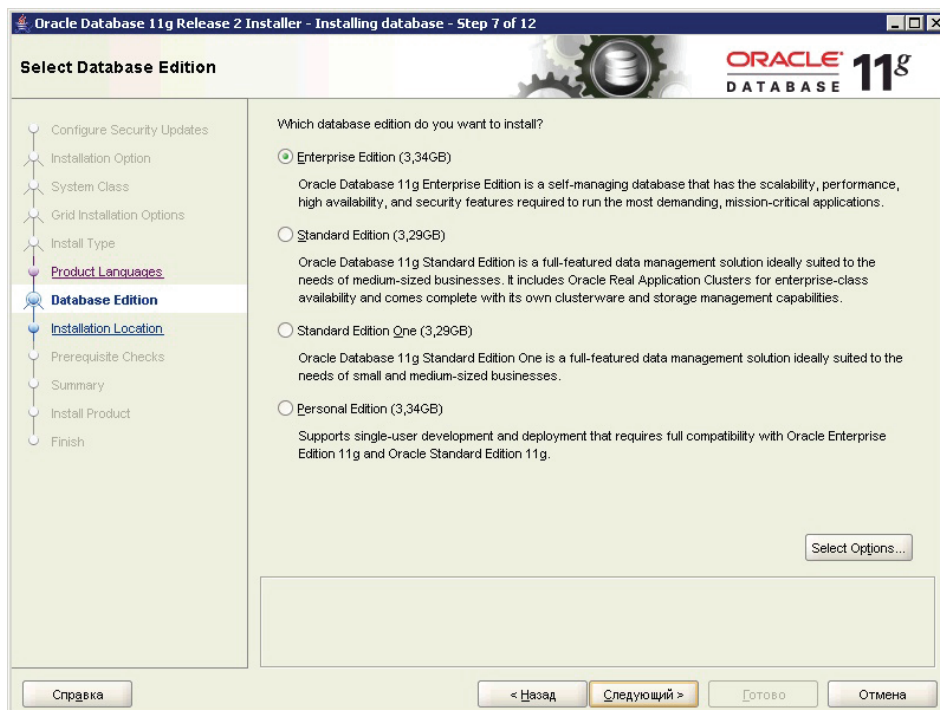 Oracle Database 11g Release 2 Installer - Installing database - Step 7 of 12
Select Database Edition
ORACLE
DATABASE
11g
Configure Security Updates
Installation Option
System Class
Grid Installation Options
Install Type
Product Languages
Database Edition
Installation Location
Prerequisite Checks
Summary
Install Product
Finish
Which database edition do you want to install?
Enterprise Edition (3,34GB)
Oracle Database 11g Enterprise Edition is a self-managing database that has the scalability, performance,
high availability, and security features required to run the most demanding, mission-critical applications.
Standard Edition (3,29GB)
Oracle Database 11g Standard Edition is a full-featured data management solution ideally suited to the
needs of medium-sized businesses. It includes Oracle Real Application Clusters for enterprise-class
availability and comes complete with its own clusterware and storage management capabilities.
Standard Edition One (3,29GB)
Oracle Database 11g Standard Edition One is a full-featured data management solution ideally suited to the
needs of small and medium-sized businesses.
Personal Edition (3,34GB)
Supports single-user development and deployment that requires full compatibility with Oracle Enterprise
Edition 11g and Oracle Standard Edition 11g.
Select Options...
Справка
< Назад
Следующий >
Готово
Отмена